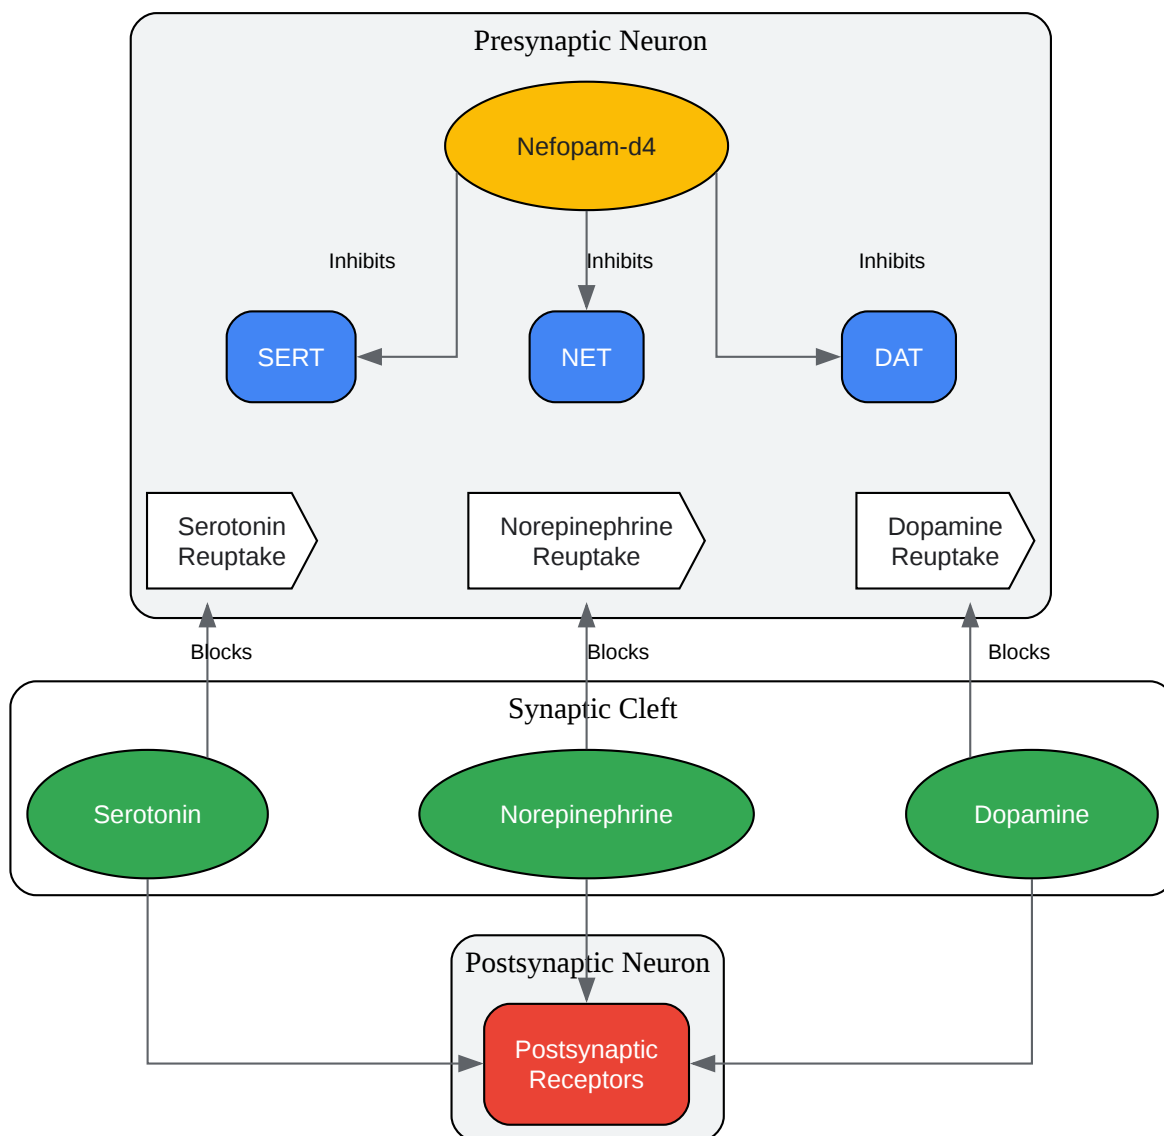 Presynaptic Neuron
Nefopam-d4
Inhibits
Inhibits
Inhibits
SERT
NET
DAT
Serotonin
Reuptake
Norepinephrine
Reuptake
Dopamine
Reuptake
Blocks
Blocks
Blocks
Synaptic Cleft
Serotonin
Norepinephrine
Dopamine
Postsynaptic Neuron
Postsynaptic
Receptors